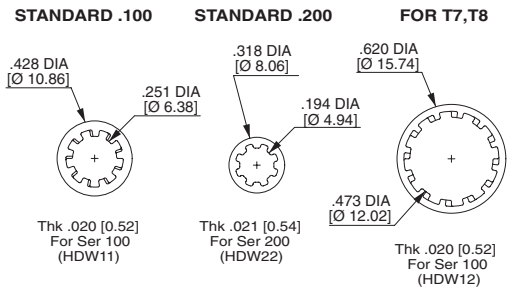 STANDARD .100
.428 DIA
[Ø 10.86]
.251 DIA
[Ø 6.38]
Thk .020 [0.52]
For Ser 100
(HDW11)
STANDARD .200
.318 DIA
[Ø 8.06]
.194 DIA
[Ø 4.94]
Thk .021 [0.54]
For Ser 200
(HDW22)
FOR T7,T8
.620 DIA
[Ø 15.74]
.473 DIA
[Ø 12.02]
Thk .020 [0.52]
For Ser 100
(HDW12)